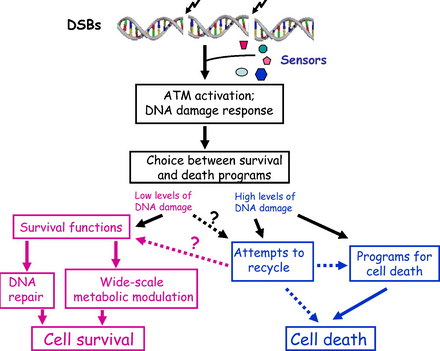 DSBs
Sensors
ATM activation;
DNA damage response
Choice between survival
and death programs
Low levels of
DNA damage
?
High levels of
DNA damage
Survival functions
?
Attempts to
recycle
Programs for
cell death
DNA
repair
Wide-scale
metabolic modulation
Cell survival
Cell death